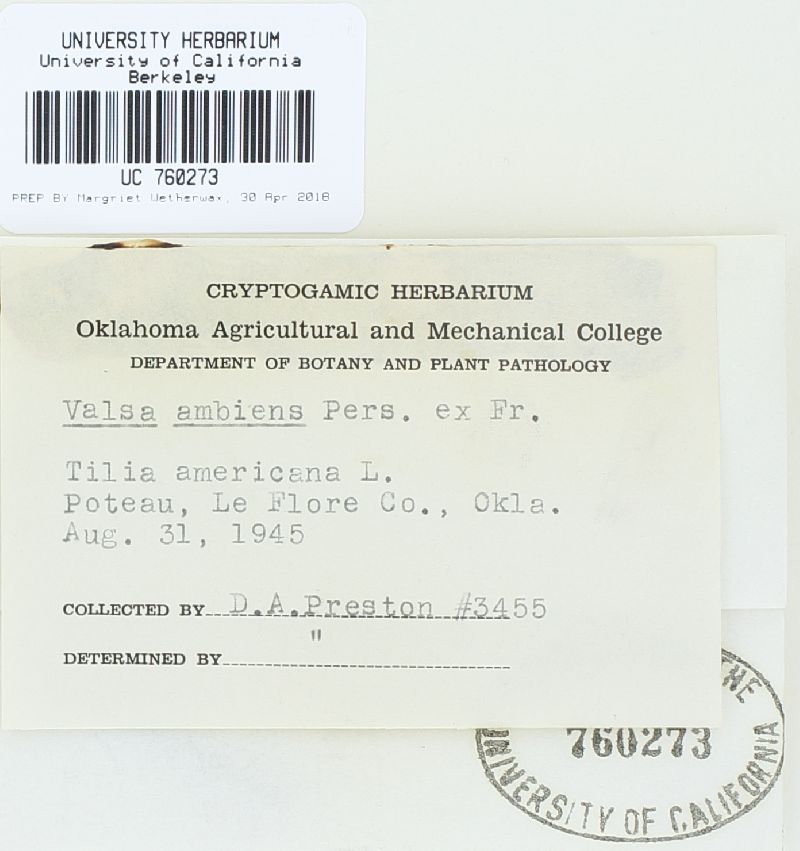 UNIVERSITY HERBARIUM
University of California
Berkeley
UC 760273
PREP BY Margriet Wetherwax, 30 Apr 2018
CRYPTOGAMIC HERBARIUM
Oklahoma Agricultural and Mechanical College
DEPARTMENT OF BOTANY AND PLANT PATHOLOGY
Valsa ambiens Pers. ex Fr.
Tilia americana L.
Poteau, Le Flore Co., Okla.
Aug. 31, 1945
COLLECTED BY D.A.Preston #3455
DETERMINED BY "
THE
760273
UNIVERSITY OF CALIFORNIA